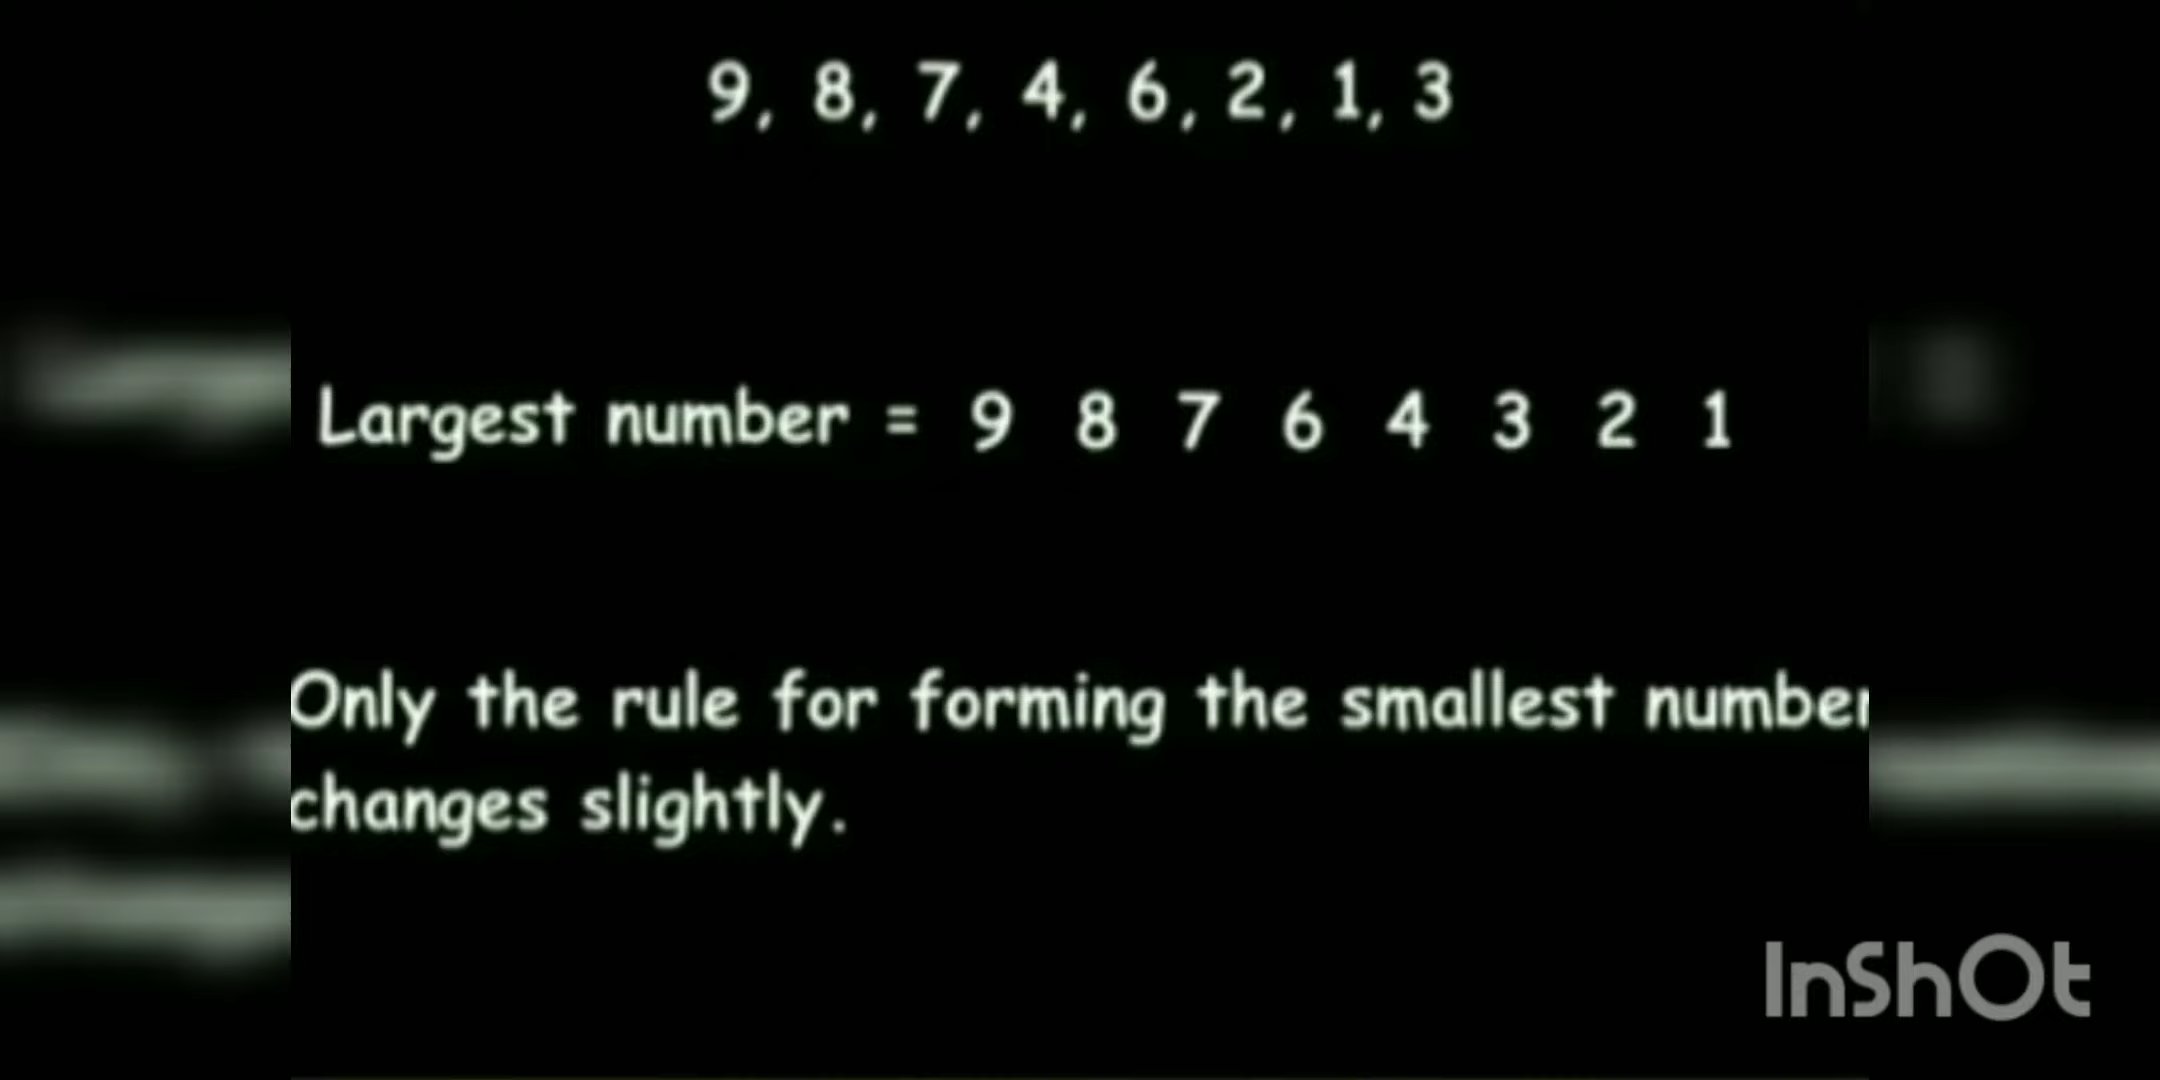 9, 8, 7, 4, 6, 2, 1, 3
Largest number = 9 8 7 6 4 3 2 1
Only the rule for forming the smallest number
changes slightly.
InShOt